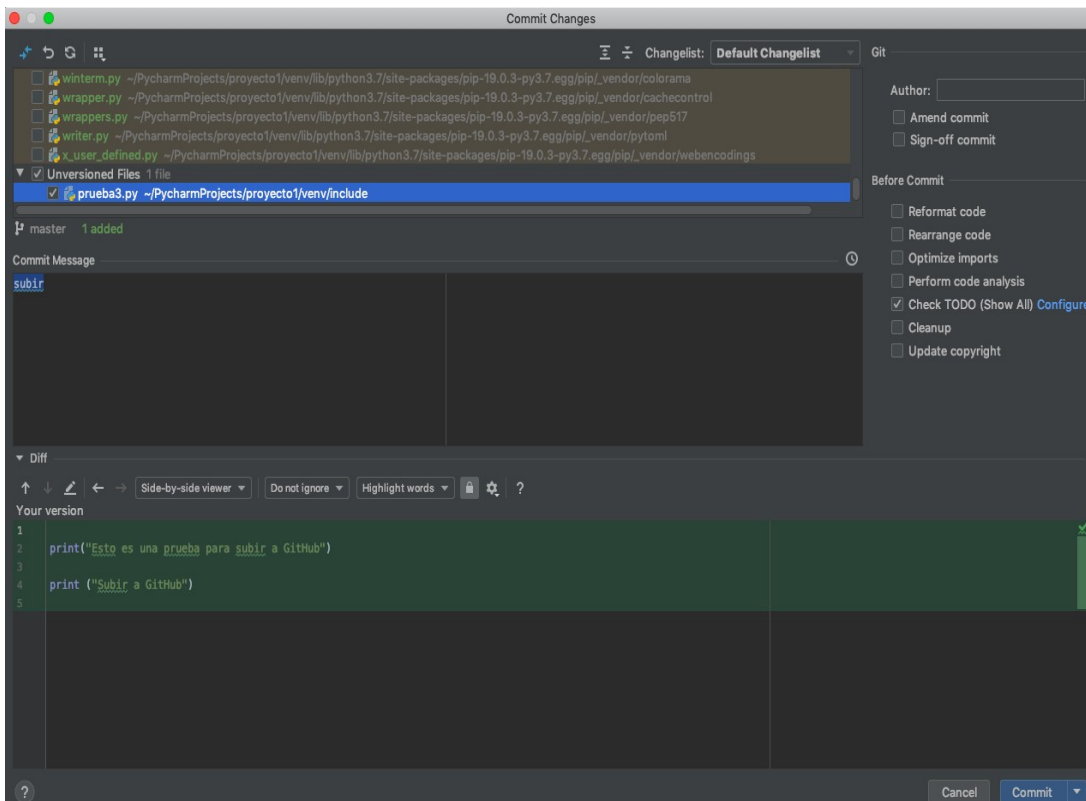 Commit Changes
Changelist: Default Changelist
Git
winterm.py ~/PycharmProjects/proyecto1/venv/lib/python3.7/site-packages/pip-19.0.3-py3.7.egg/pip/_vendor/colorama
wrapper.py ~/PycharmProjects/proyecto1/venv/lib/python3.7/site-packages/pip-19.0.3-py3.7.egg/pip/_vendor/cachecontrol
wrappers.py ~/PycharmProjects/proyecto1/venv/lib/python3.7/site-packages/pip-19.0.3-py3.7.egg/pip/_vendor/pep517
writer.py ~/PycharmProjects/proyecto1/venv/lib/python3.7/site-packages/pip-19.0.3-py3.7.egg/pip/_vendor/pytoml
x_user_defined.py ~/PycharmProjects/proyecto1/venv/lib/python3.7/site-packages/pip-19.0.3-py3.7.egg/pip/_vendor/webencodings
Unversioned Files 1 file
prueba3.py ~/PycharmProjects/proyecto1/venv/include
master 1 added
Author:
Amend commit
Sign-off commit
Before Commit
Reformat code
Rearrange code
Optimize imports
Perform code analysis
Check TODO (Show All) Configure
Cleanup
Update copyright
Commit Message
subir
Diff
Side-by-side viewer
Do not ignore
Highlight words
?
Your version
1
2 print("Esto es una prueba para subir a GitHub")
3
4 print ("Subir a GitHub")
5
?
Cancel
Commit